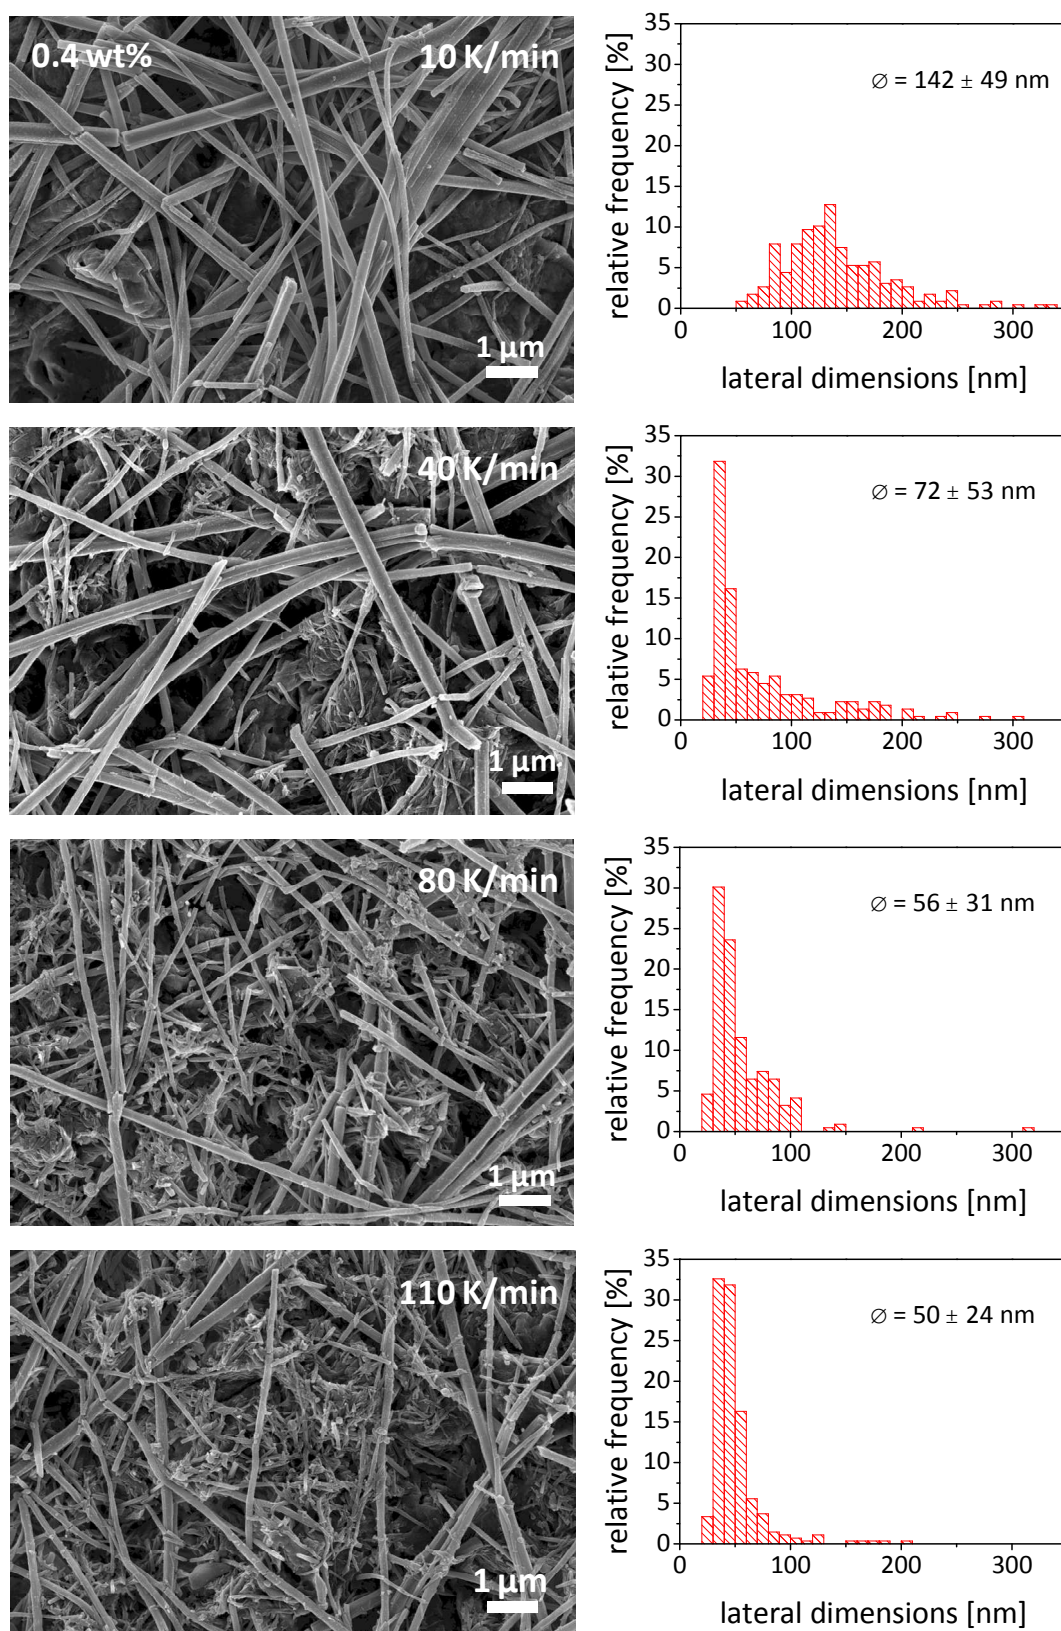 0.4 wt%
10 K/min
1 µm
relative frequency [%]
35
30
25
20
15
10
5
0
∅ = 142 ± 49 nm
0
100
200
300
lateral dimensions [nm]
40 K/min
1 µm
relative frequency [%]
35
30
25
20
15
10
5
0
∅ = 72 ± 53 nm
0
100
200
300
lateral dimensions [nm]
80 K/min
1 µm
relative frequency [%]
35
30
25
20
15
10
5
0
∅ = 56 ± 31 nm
0
100
200
300
lateral dimensions [nm]
110 K/min
1 µm
relative frequency [%]
35
30
25
20
15
10
5
0
∅ = 50 ± 24 nm
0
100
200
300
lateral dimensions [nm]